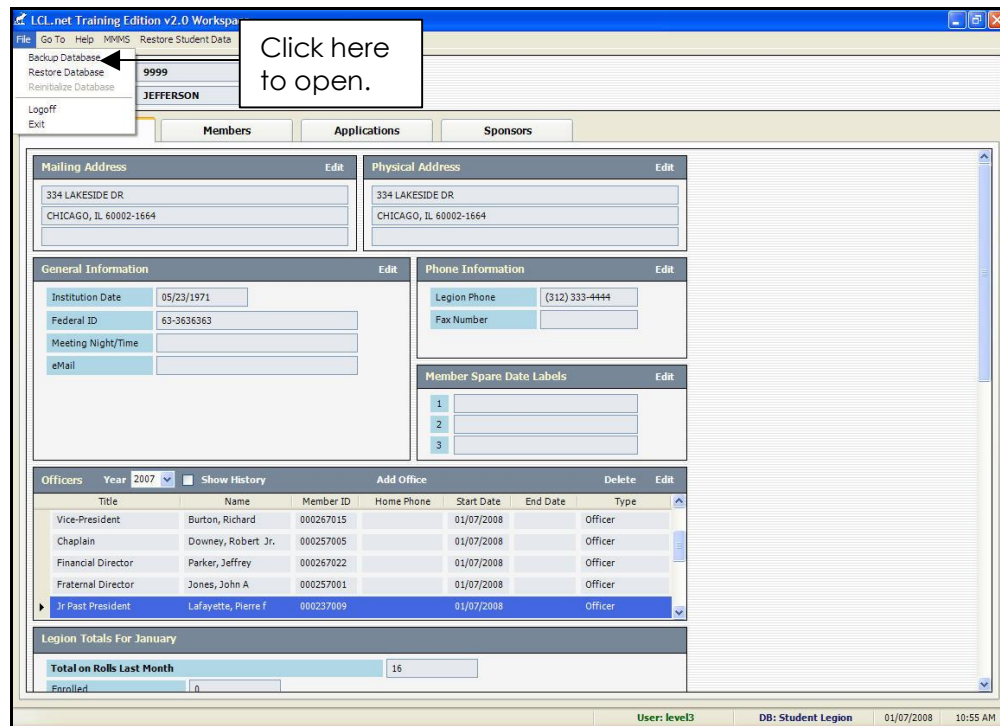 LCL.net Training Edition v2.0 Workspa
File Go To Help MMMS Restore Student Data
Click here
to open.
Backup Database
Restore Database
Reinitialize Database
Logoff
Exit
9999
JEFFERSON
Members Applications Sponsors
Mailing Address Edit
334 LAKESIDE DR
CHICAGO, IL 60002-1664
Physical Address Edit
334 LAKESIDE DR
CHICAGO, IL 60002-1664
General Information Edit
Institution Date 05/23/1971
Federal ID 63-3636363
Meeting Night/Time
eMail
Phone Information Edit
Legion Phone (312) 333-4444
Fax Number
Member Spare Date Labels Edit
1
2
3
Officers Year 2007 Show History Add Office Delete Edit
Title Name Member ID Home Phone Start Date End Date Type
Vice-President Burton, Richard 000267015 01/07/2008 Officer
Chaplain Downey, Robert Jr. 000257005 01/07/2008 Officer
Financial Director Parker, Jeffrey 000267022 01/07/2008 Officer
Fraternal Director Jones, John A 000257001 01/07/2008 Officer
Jr Past President Lafayette, Pierre f 000237009 01/07/2008 Officer
Legion Totals For January
Total on Rolls Last Month 16
Enrolled 0
User: level3 DB: Student Legion 01/07/2008 10:55 AM